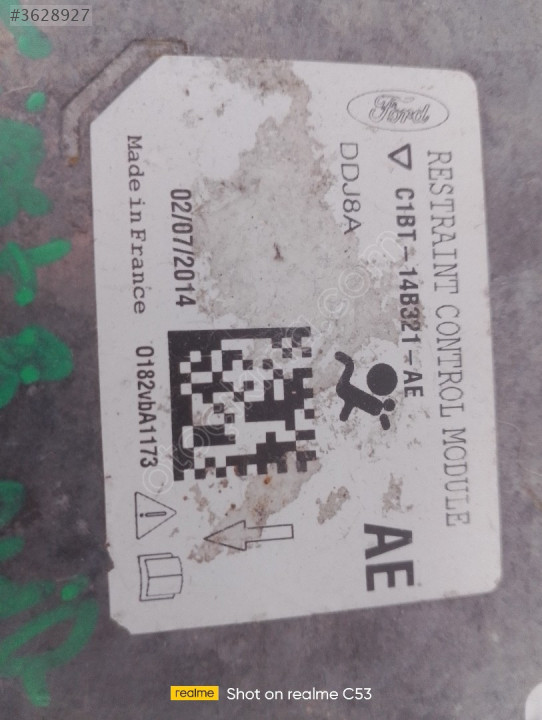 #3628927
Ford
RESTRAINT CONTROL MODULE
C1BT-14B321-AE
DDJ8A
AE
02/07/2014
Made in France 0182vbA1173
realme Shot on realme C53